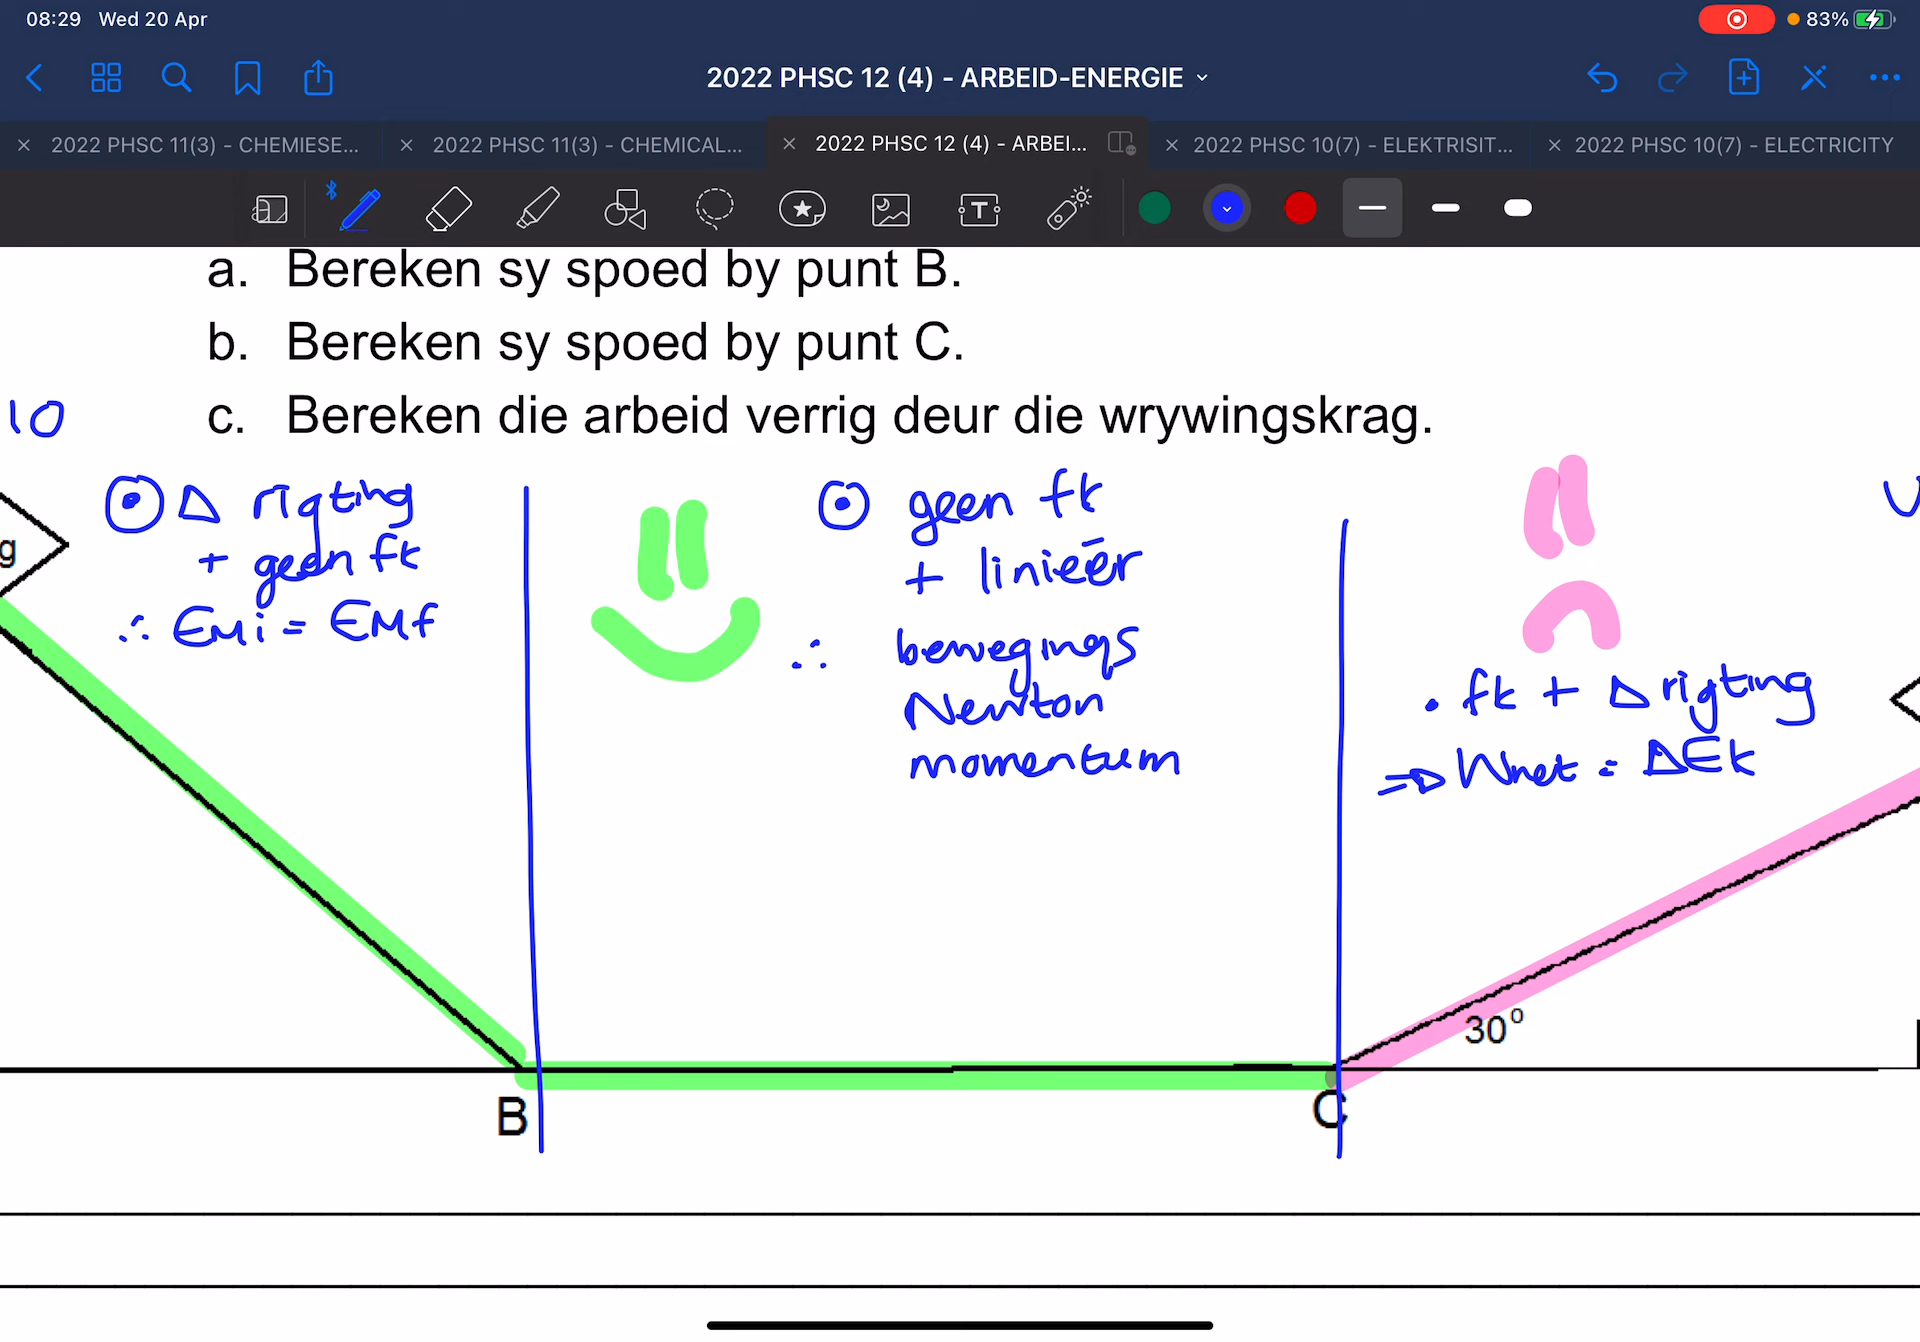 08:29 Wed 20 Apr
83%
2022 PHSC 12 (4) - ARBEID-ENERGIE
2022 PHSC 11(3) - CHEMIESE...
2022 PHSC 11(3) - CHEMICAL...
2022 PHSC 12 (4) - ARBEI...
2022 PHSC 10(7) - ELEKTRISIT...
2022 PHSC 10(7) - ELECTRICITY
T
a. Bereken sy spoed by punt B.
b. Bereken sy spoed by punt C.
10
c. Bereken die arbeid verrig deur die wrywingskrag.
g
Δ rigting
+ geen fk
∴ EMi = EMf
geen fk
+ linieēr
∴ bewegings
Newton
momentum
• fk + Δ rigting
⇒ Wnet = ΔEk
30°
B
C